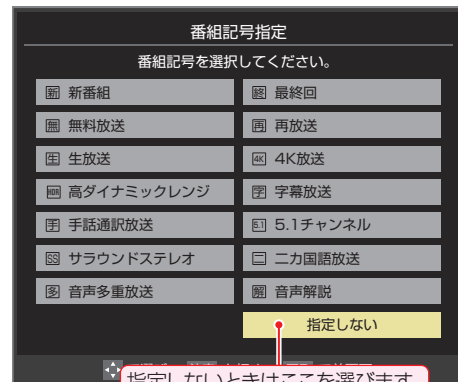 番組記号指定
番組記号を選択してください。
新 新番組
終 最終回
無 無料放送
再 再放送
生 生放送
4K 4K放送
HDR 高ダイナミックレンジ
字 字幕放送
手 手話通訳放送
5.1 5.1チャンネル
SS サラウンドステレオ
二 二カ国語放送
多 音声多重放送
解 音声解説
指定しない
指定しないときはここを選びます。